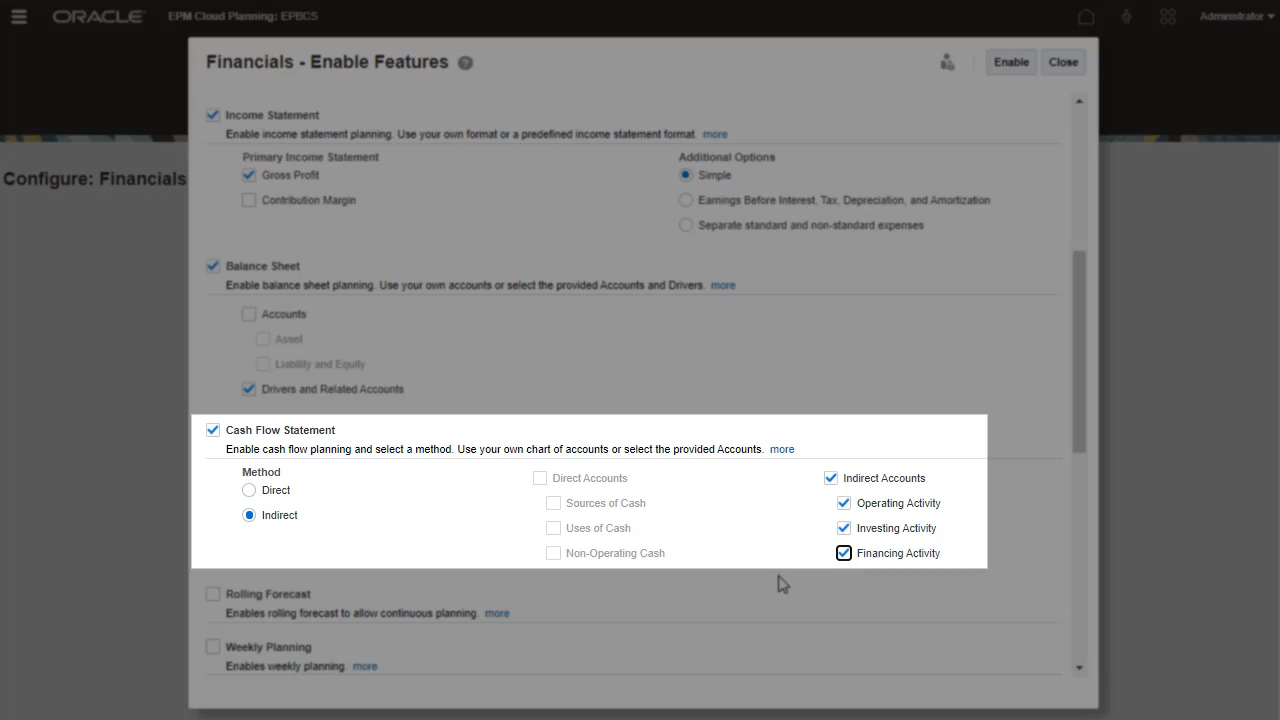 ORACLE EPM Cloud Planning: EPBCS Administrator
Financials - Enable Features ? Enable Close
Configure: Financials
Income Statement
Enable income statement planning. Use your own format or a predefined income statement format more
Primary Income Statement
Gross Profit
Contribution Margin
Additional Options
Simple
Earnings Before Interest, Tax, Depreciation, and Amortization
Separate standard and non-standard expenses
Balance Sheet
Enable balance sheet planning. Use your own accounts or select the provided Accounts and Drivers. more
Accounts
Asset
Liability and Equity
Drivers and Related Accounts
Cash Flow Statement
Enable cash flow planning and select a method. Use your own chart of accounts or select the provided Accounts. more
Method
Direct
Indirect
Direct Accounts
Sources of Cash
Uses of Cash
Non-Operating Cash
Indirect Accounts
Operating Activity
Investing Activity
Financing Activity
Rolling Forecast
Enables rolling forecast to allow continuous planning. more
Weekly Planning
Enables weekly planning. more